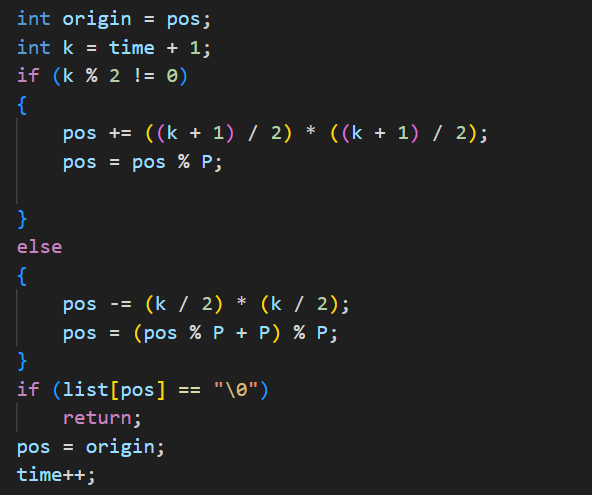 int origin = pos;
int k = time + 1;
if (k % 2 != 0)
{
    pos += ((k + 1) / 2) * ((k + 1) / 2);
    pos = pos % P;
}
else
{
    pos -= (k / 2) * (k / 2);
    pos = (pos % P + P) % P;
}
if (list[pos] == "\0")
    return;
pos = origin;
time++;